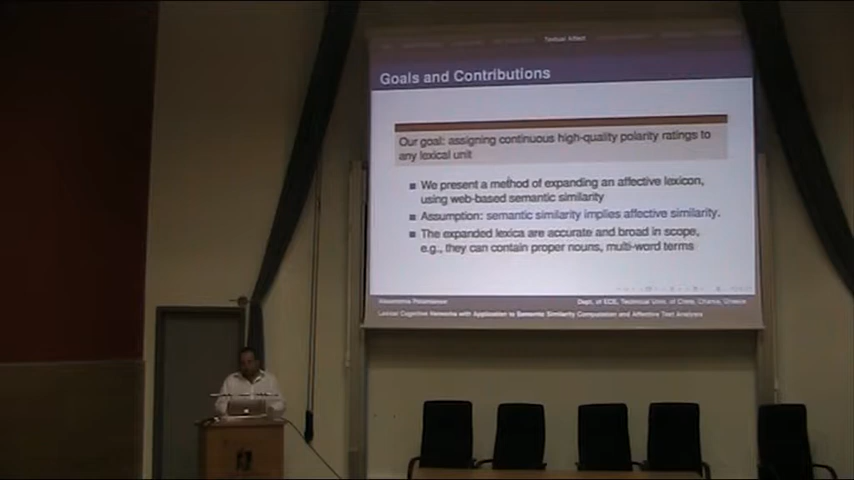 Textual Affect
Goals and Contributions
Our goal: assigning continuous high-quality polarity ratings to
any lexical unit
We present a method of expanding an affective lexicon,
using web-based semantic similarity
Assumption: semantic similarity implies affective similarity.
The expanded lexica are accurate and broad in scope,
e.g., they can contain proper nouns, multi-word terms
Alexandros Potamianos
Dept. of ECE, Technical Univ. of Crete, Chania, Greece
Lexical Cognitive Networks with Application to Semantic Similarity Computation and Affective Text Analysis